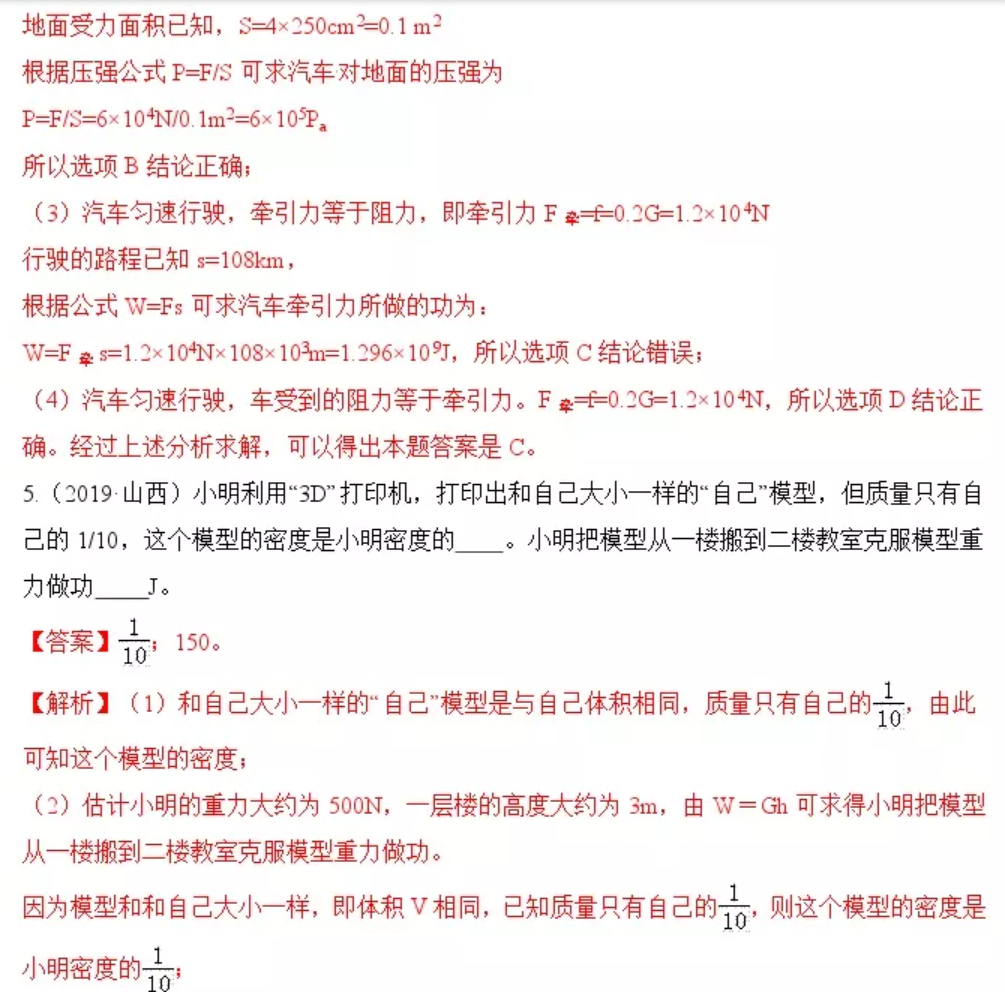 地面受力面积已知，S=4×250cm²=0.1 m²
根据压强公式 P=F/S 可求汽车对地面的压强为
P=F/S=6×10⁴N/0.1m²=6×10⁵Pₐ
所以选项 B 结论正确；
（3）汽车匀速行驶，牵引力等于阻力，即牵引力 F 牵=f=0.2G=1.2×10⁴N
行驶的路程已知 s=108km，
根据公式 W=Fs 可求汽车牵引力所做的功为：
W=F 牵 s=1.2×10⁴N×108×10³m=1.296×10⁹J，所以选项 C 结论错误；
（4）汽车匀速行驶，车受到的阻力等于牵引力。F 牵=f=0.2G=1.2×10⁴N，所以选项 D 结论正
确。经过上述分析求解，可以得出本题答案是 C。
5.（2019·山西）小明利用“3D”打印机，打印出和自己大小一样的“自己”模型，但质量只有自
己的 1/10，这个模型的密度是小明密度的____。小明把模型从一楼搬到二楼教室克服模型重
力做功____J。
【答案】1/10；150。
【解析】（1）和自己大小一样的“自己”模型是与自己体积相同，质量只有自己的1/10，由此
可知这个模型的密度；
（2）估计小明的重力大约为 500N，一层楼的高度大约为 3m，由 W＝Gh 可求得小明把模型
从一楼搬到二楼教室克服模型重力做功。
因为模型和和自己大小一样，即体积 V 相同，已知质量只有自己的1/10，则这个模型的密度是
小明密度的1/10；